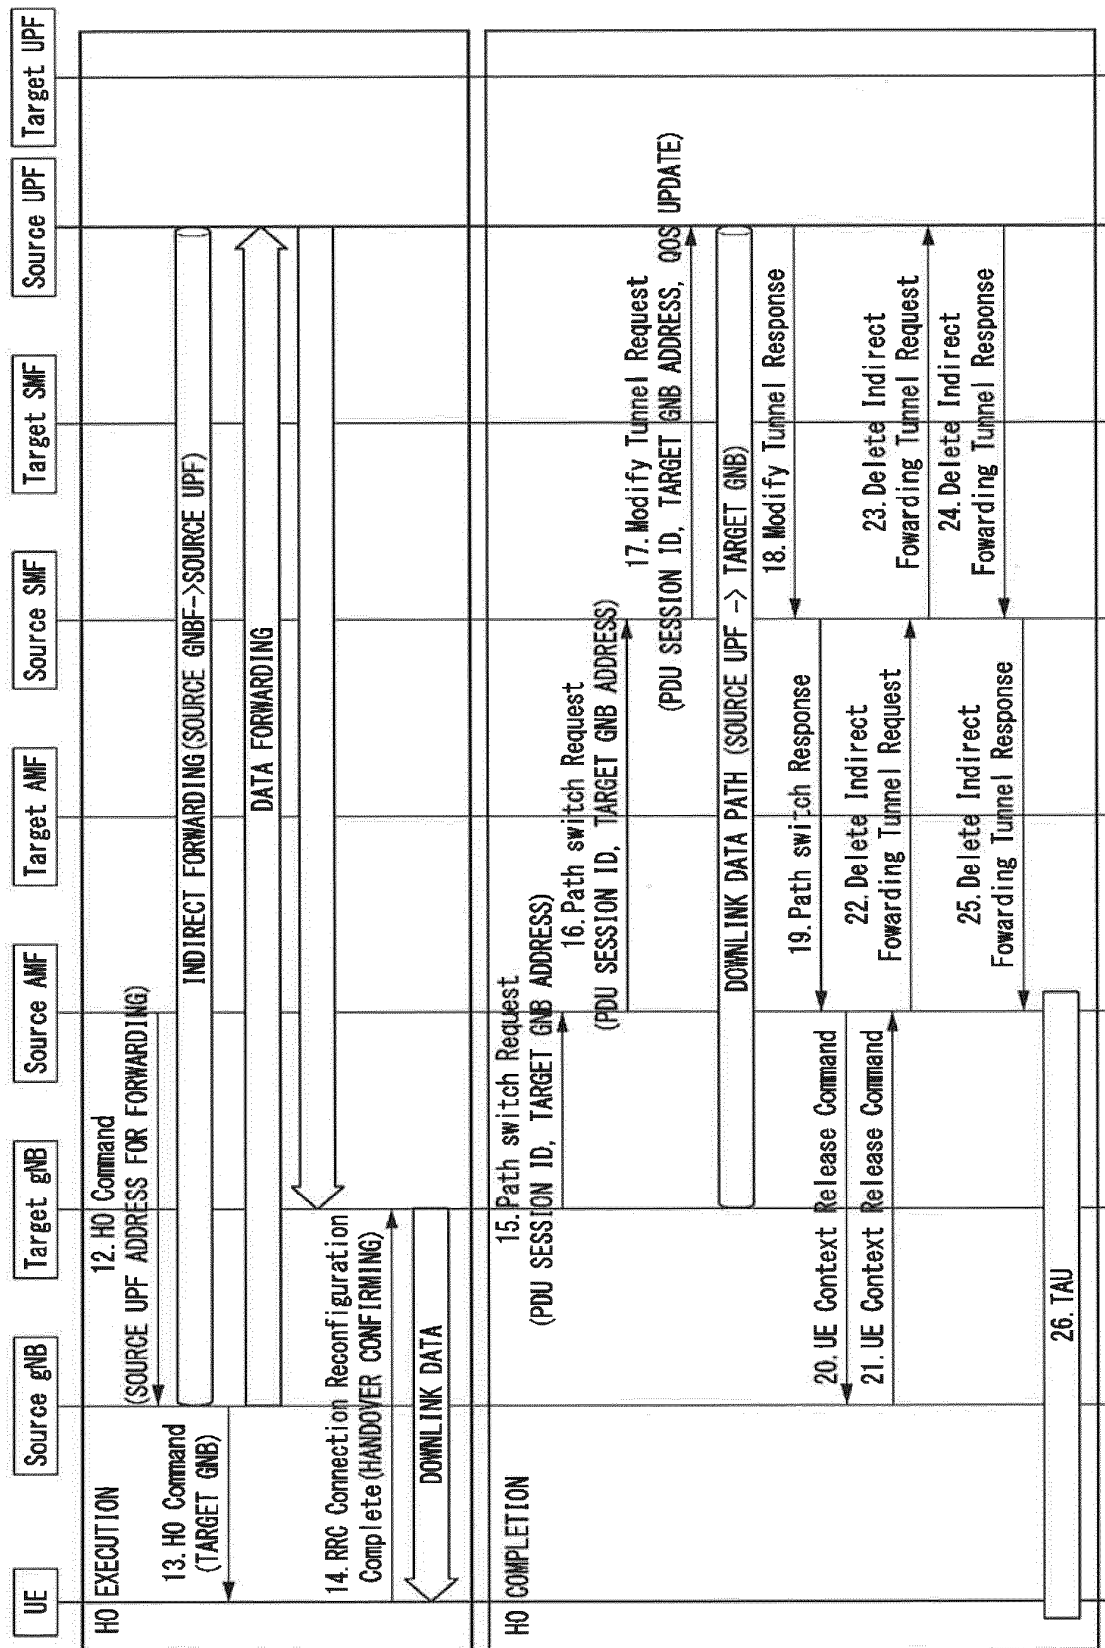 UE
Source gNB
Target gNB
Source AMF
Target AMF
Source SMF
Target SMF
Source UPF
Target UPF
HO EXECUTION
12. HO Command
(SOURCE UPF ADDRESS FOR FORWARDING)
INDIRECT FORWARDING(SOURCE GNBF->SOURCE UPF)
13. HO Command
(TARGET GNB)
DATA FORWARDING
14. RRC Connection Reconfiguration
Complete(HANDOVER CONFIRMING)
DOWNLINK DATA
HO COMPLETION
15. Path switch Request
(PDU SESSION ID, TARGET GNB ADDRESS)
16. Path switch Request
(PDU SESSION ID, TARGET GNB ADDRESS)
17. Modify Tunnel Request
(PDU SESSION ID, TARGET GNB ADDRESS, QOS UPDATE)
DOWNLINK DATA PATH (SOURCE UPF -> TARGET GNB)
18. Modify Tunnel Response
19. Path switch Response
20. UE Context Release Command
21. UE Context Release Command
22. Delete Indirect
Fowarding Tunnel Request
23. Delete Indirect
Fowarding Tunnel Request
24. Delete Indirect
Fowarding Tunnel Response
25. Delete Indirect
Fowarding Tunnel Response
26. TAU